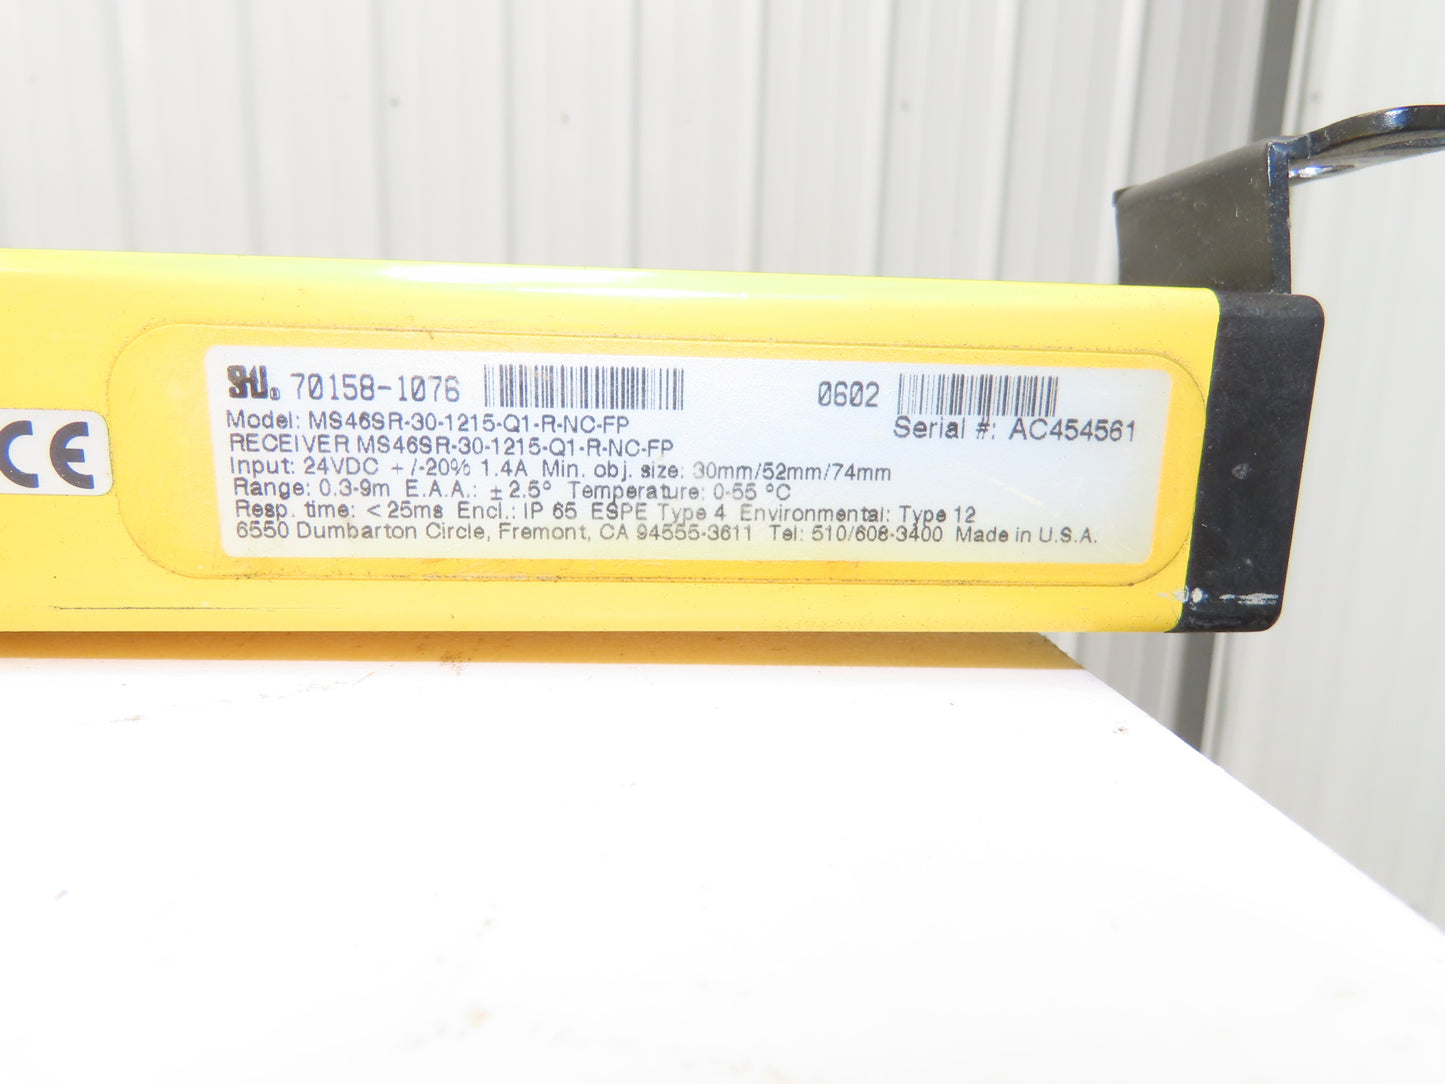 CE
STI® 70158-1076 0602
Model: MS46SR-30-1215-Q1-R-NC-FP Serial #: AC454561
RECEIVER MS46SR-30-1215-Q1-R-NC-FP
Input: 24VDC +/-20% 1.4A Min. obj. size: 30mm/52mm/74mm
Range: 0.3-9m E.A.A.: ± 2.5° Temperature: 0-55 °C
Resp. time: < 25ms Encl.: IP 65 ESPE Type 4 Environmental: Type 12
6550 Dumbarton Circle, Fremont, CA 94555-3611 Tel: 510/608-3400 Made in U.S.A.